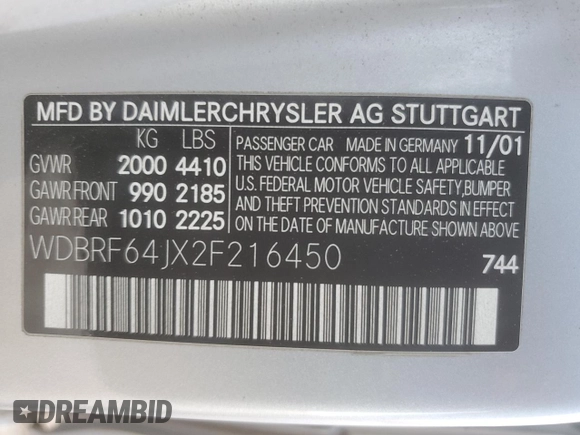 MFD BY DAIMLERCHRYSLER AG STUTTGART
KG LBS
GVWR 2000 4410
GAWR FRONT 990 2185
GAWR REAR 1010 2225
PASSENGER CAR MADE IN GERMANY 11/01
THIS VEHICLE CONFORMS TO ALL APPLICABLE
U.S. FEDERAL MOTOR VEHICLE SAFETY, BUMPER
AND THEFT PREVENTION STANDARDS IN EFFECT
ON THE DATE OF MANUFACTURE SHOWN ABOVE.
WDBRF64JX2F216450
744
DREAMBID